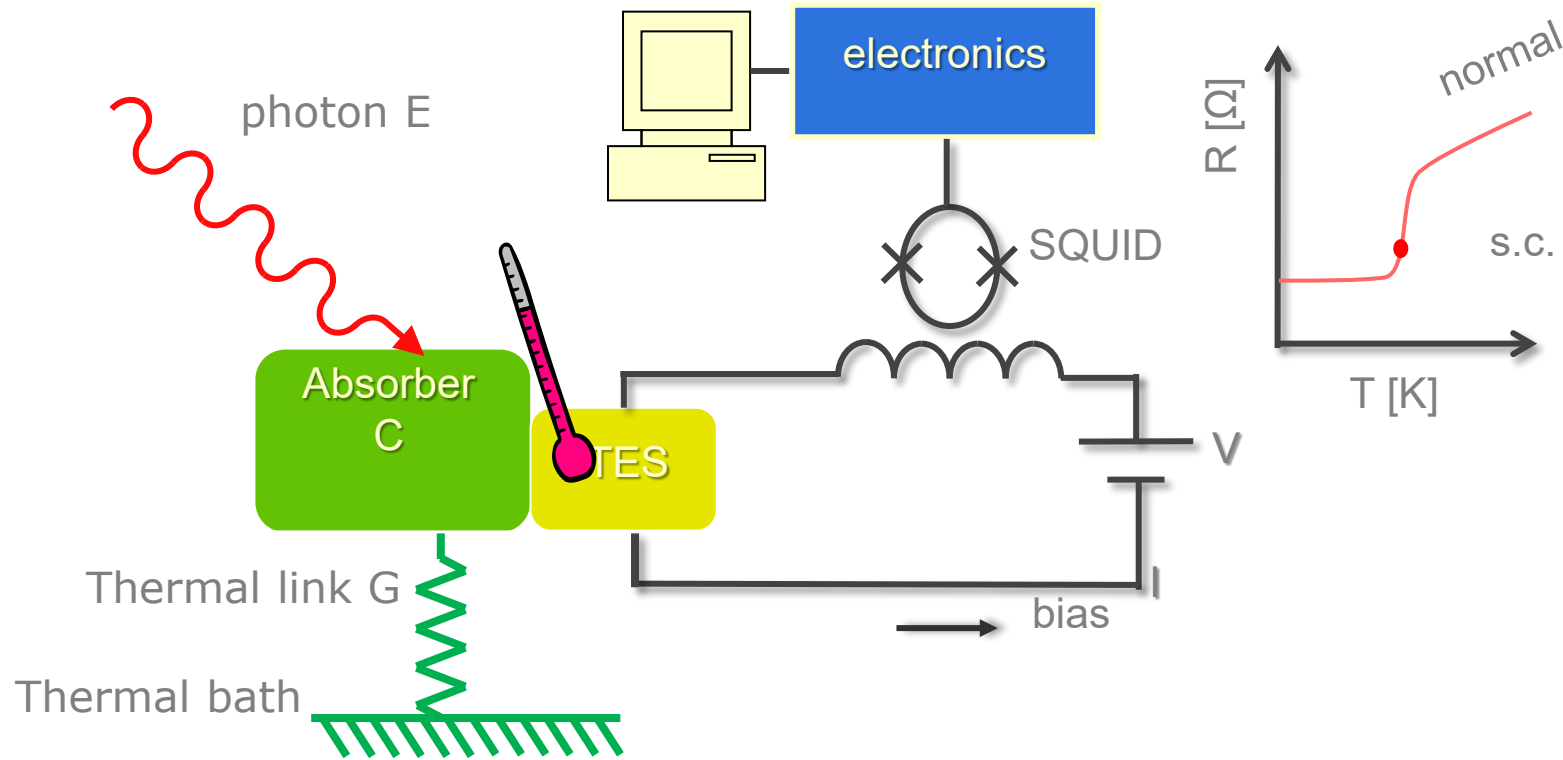 electronics
photon E
normal
R [Ω]
SQUID
s.c.
Absorber
C
T [K]
TES
V
Thermal link G
I
bias
Thermal bath